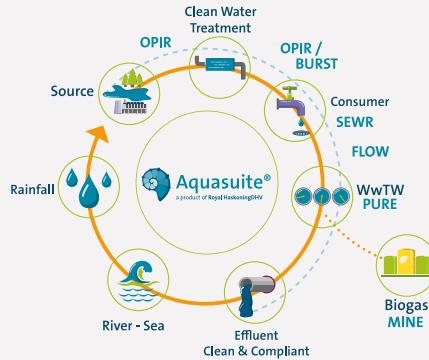 Clean Water
Treatment
OPIR
OPIR /
BURST
Source
Consumer
SEWR
FLOW
Aquasuite®
a product of Royal HaskoningDHV
Rainfall
WwTW
PURE
Biogas
MINE
River - Sea
Effluent
Clean & Compliant